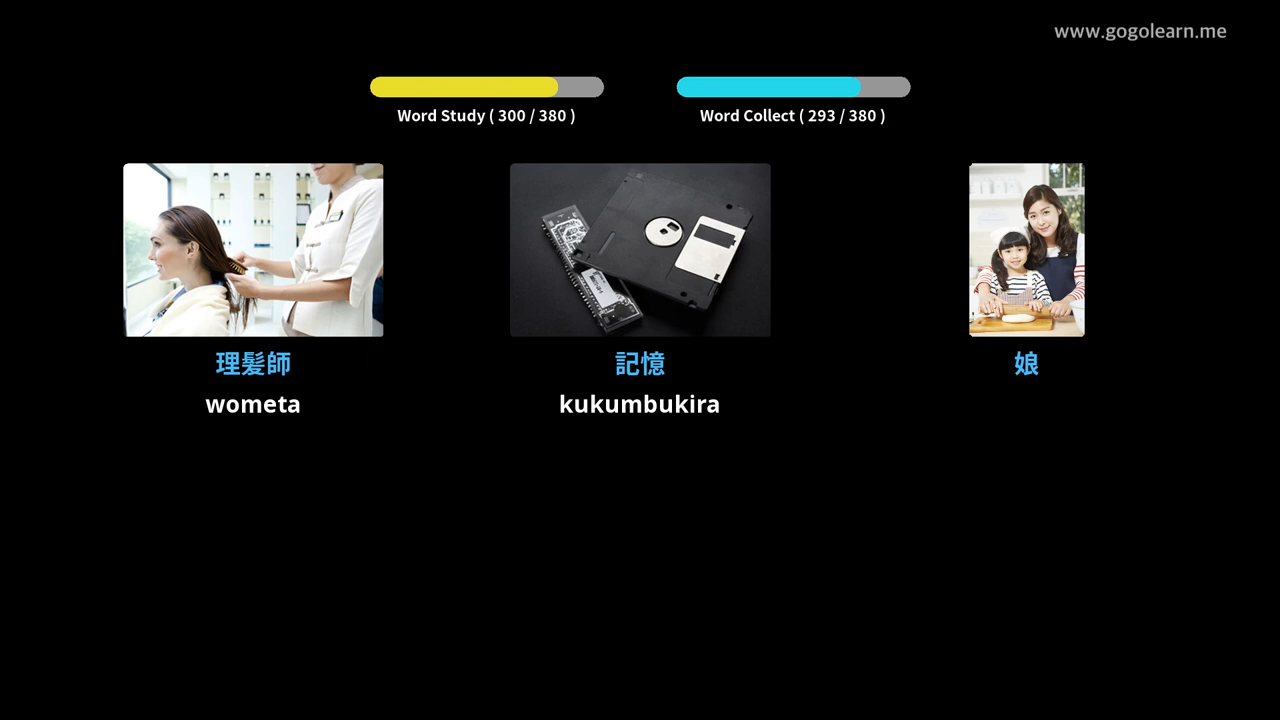 www.gogolearn.me
Word Study ( 300 / 380 )
Word Collect ( 293 / 380 )
理髪師
記憶
娘
wometa
kukumbukira